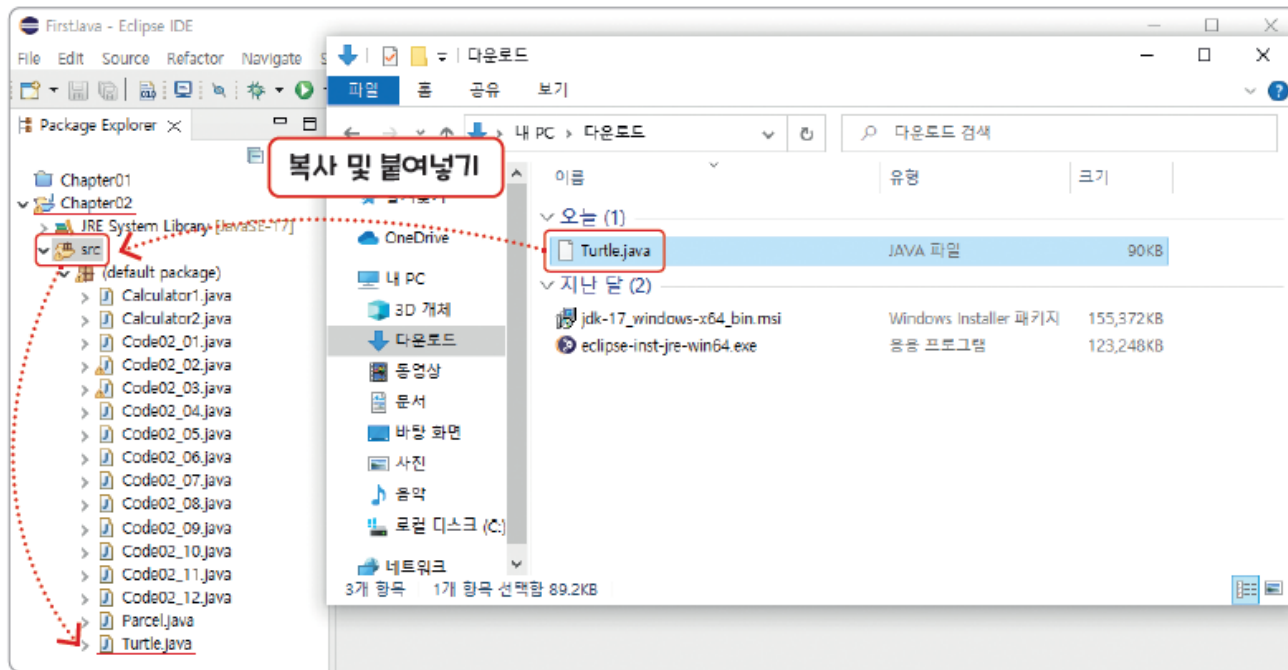 FirstJava - Eclipse IDE
File Edit Source Refactor Navigate
Package Explorer
Chapter01
Chapter02
JRE System Library [JavaSE-17]
src
(default package)
Calculator1.java
Calculator2.java
Code02_01.java
Code02_02.java
Code02_03.java
Code02_04.java
Code02_05.java
Code02_06.java
Code02_07.java
Code02_08.java
Code02_09.java
Code02_10.java
Code02_11.java
Code02_12.java
Parcel.java
Turtle.java
복사 및 붙여넣기
다운로드
파일 홈 공유 보기
내 PC > 다운로드
다운로드 검색
이름 유형 크기
OneDrive
내 PC
3D 개체
다운로드
동영상
문서
바탕 화면
사진
음악
로컬 디스크 (C:)
네트워크
오늘 (1)
Turtle.java JAVA 파일 90KB
지난 달 (2)
jdk-17_windows-x64_bin.msi Windows Installer 패키지 155,372KB
eclipse-inst-jre-win64.exe 응용 프로그램 123,248KB
3개 항목 1개 항목 선택함 89.2KB